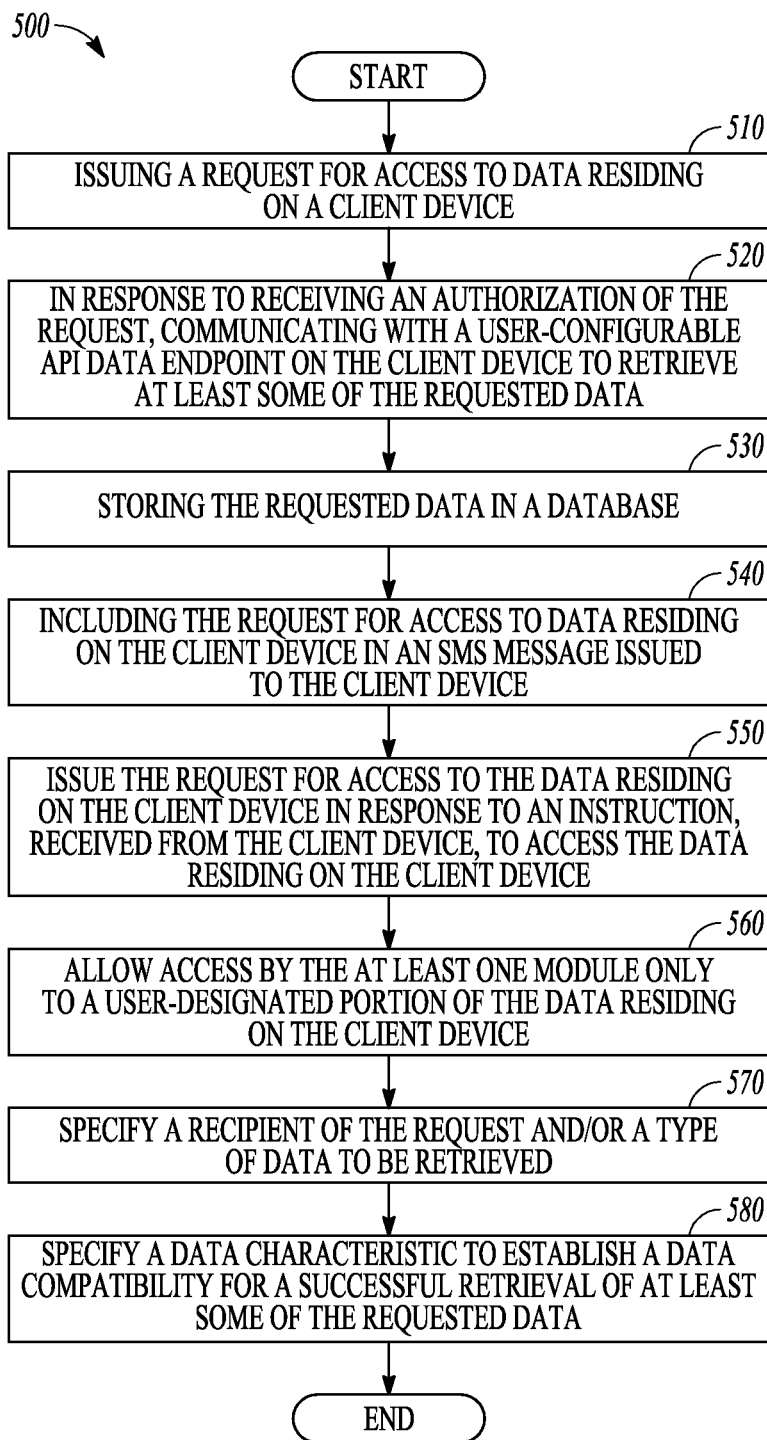 500
START
510
ISSUING A REQUEST FOR ACCESS TO DATA RESIDING
ON A CLIENT DEVICE
520
IN RESPONSE TO RECEIVING AN AUTHORIZATION OF THE
REQUEST, COMMUNICATING WITH A USER-CONFIGURABLE
API DATA ENDPOINT ON THE CLIENT DEVICE TO RETRIEVE
AT LEAST SOME OF THE REQUESTED DATA
530
STORING THE REQUESTED DATA IN A DATABASE
540
INCLUDING THE REQUEST FOR ACCESS TO DATA RESIDING
ON THE CLIENT DEVICE IN AN SMS MESSAGE ISSUED
TO THE CLIENT DEVICE
550
ISSUE THE REQUEST FOR ACCESS TO THE DATA RESIDING
ON THE CLIENT DEVICE IN RESPONSE TO AN INSTRUCTION,
RECEIVED FROM THE CLIENT DEVICE, TO ACCESS THE DATA
RESIDING ON THE CLIENT DEVICE
560
ALLOW ACCESS BY THE AT LEAST ONE MODULE ONLY
TO A USER-DESIGNATED PORTION OF THE DATA RESIDING
ON THE CLIENT DEVICE
570
SPECIFY A RECIPIENT OF THE REQUEST AND/OR A TYPE
OF DATA TO BE RETRIEVED
580
SPECIFY A DATA CHARACTERISTIC TO ESTABLISH A DATA
COMPATIBILITY FOR A SUCCESSFUL RETRIEVAL OF AT LEAST
SOME OF THE REQUESTED DATA
END